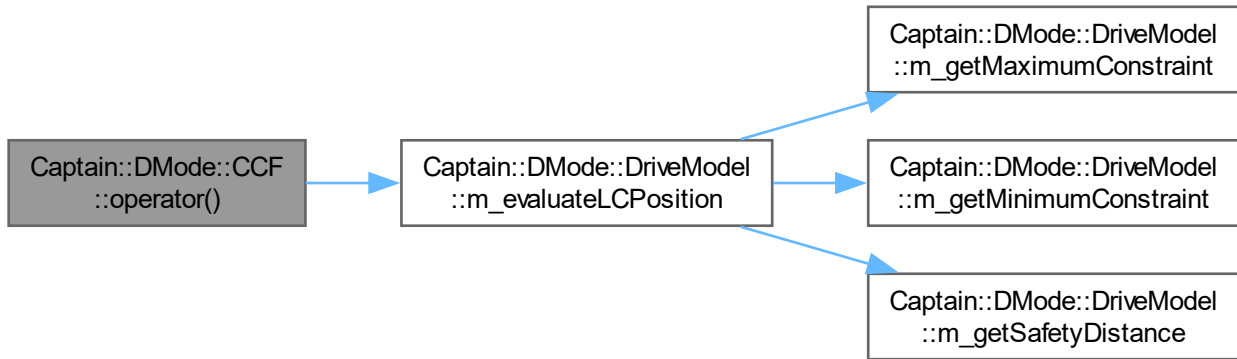 Captain::DMode::CCF
::operator()
Captain::DMode::DriveModel
::m_evaluateLCPosition
Captain::DMode::DriveModel
::m_getMaximumConstraint
Captain::DMode::DriveModel
::m_getMinimumConstraint
Captain::DMode::DriveModel
::m_getSafetyDistance